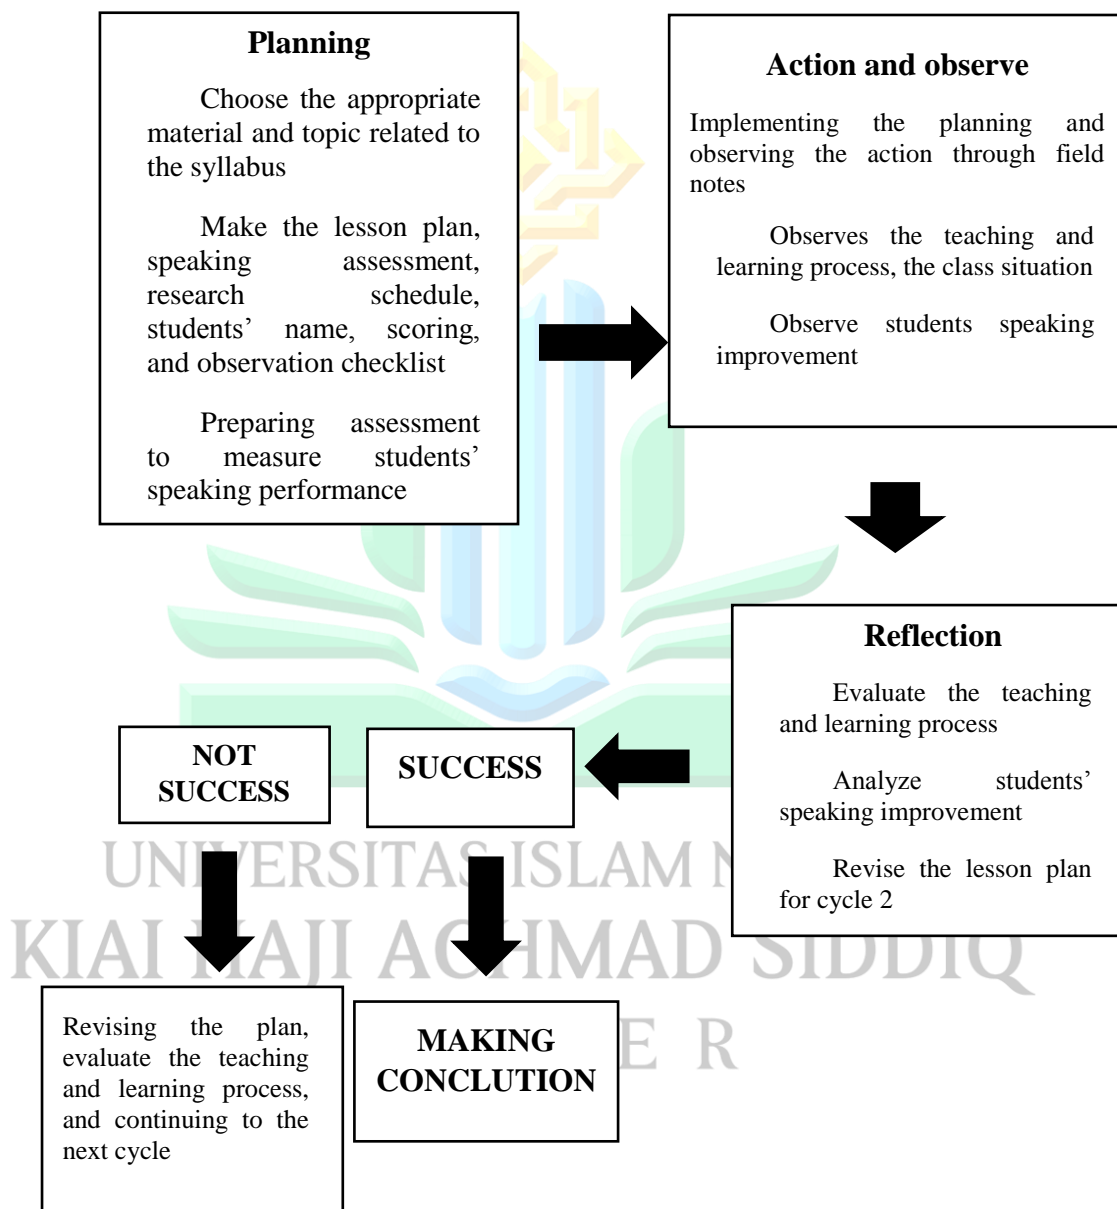 Planning
Choose the appropriate
material and topic related to
the syllabus
Make the lesson plan,
speaking assessment,
research schedule,
students’ name, scoring,
and observation checklist
Preparing assessment
to measure students’
speaking performance
Action and observe
Implementing the planning and
observing the action through field
notes
Observes the teaching and
learning process, the class situation
Observe students speaking
improvement
Reflection
Evaluate the teaching
and learning process
Analyze students’
speaking improvement
Revise the lesson plan
for cycle 2
NOT
SUCCESS
SUCCESS
Revising the plan,
evaluate the teaching
and learning process,
and continuing to the
next cycle
MAKING
CONCLUTION
UNIVERSITAS ISLAM N
KIAI HAJI ACHMAD SIDDIQ
E R